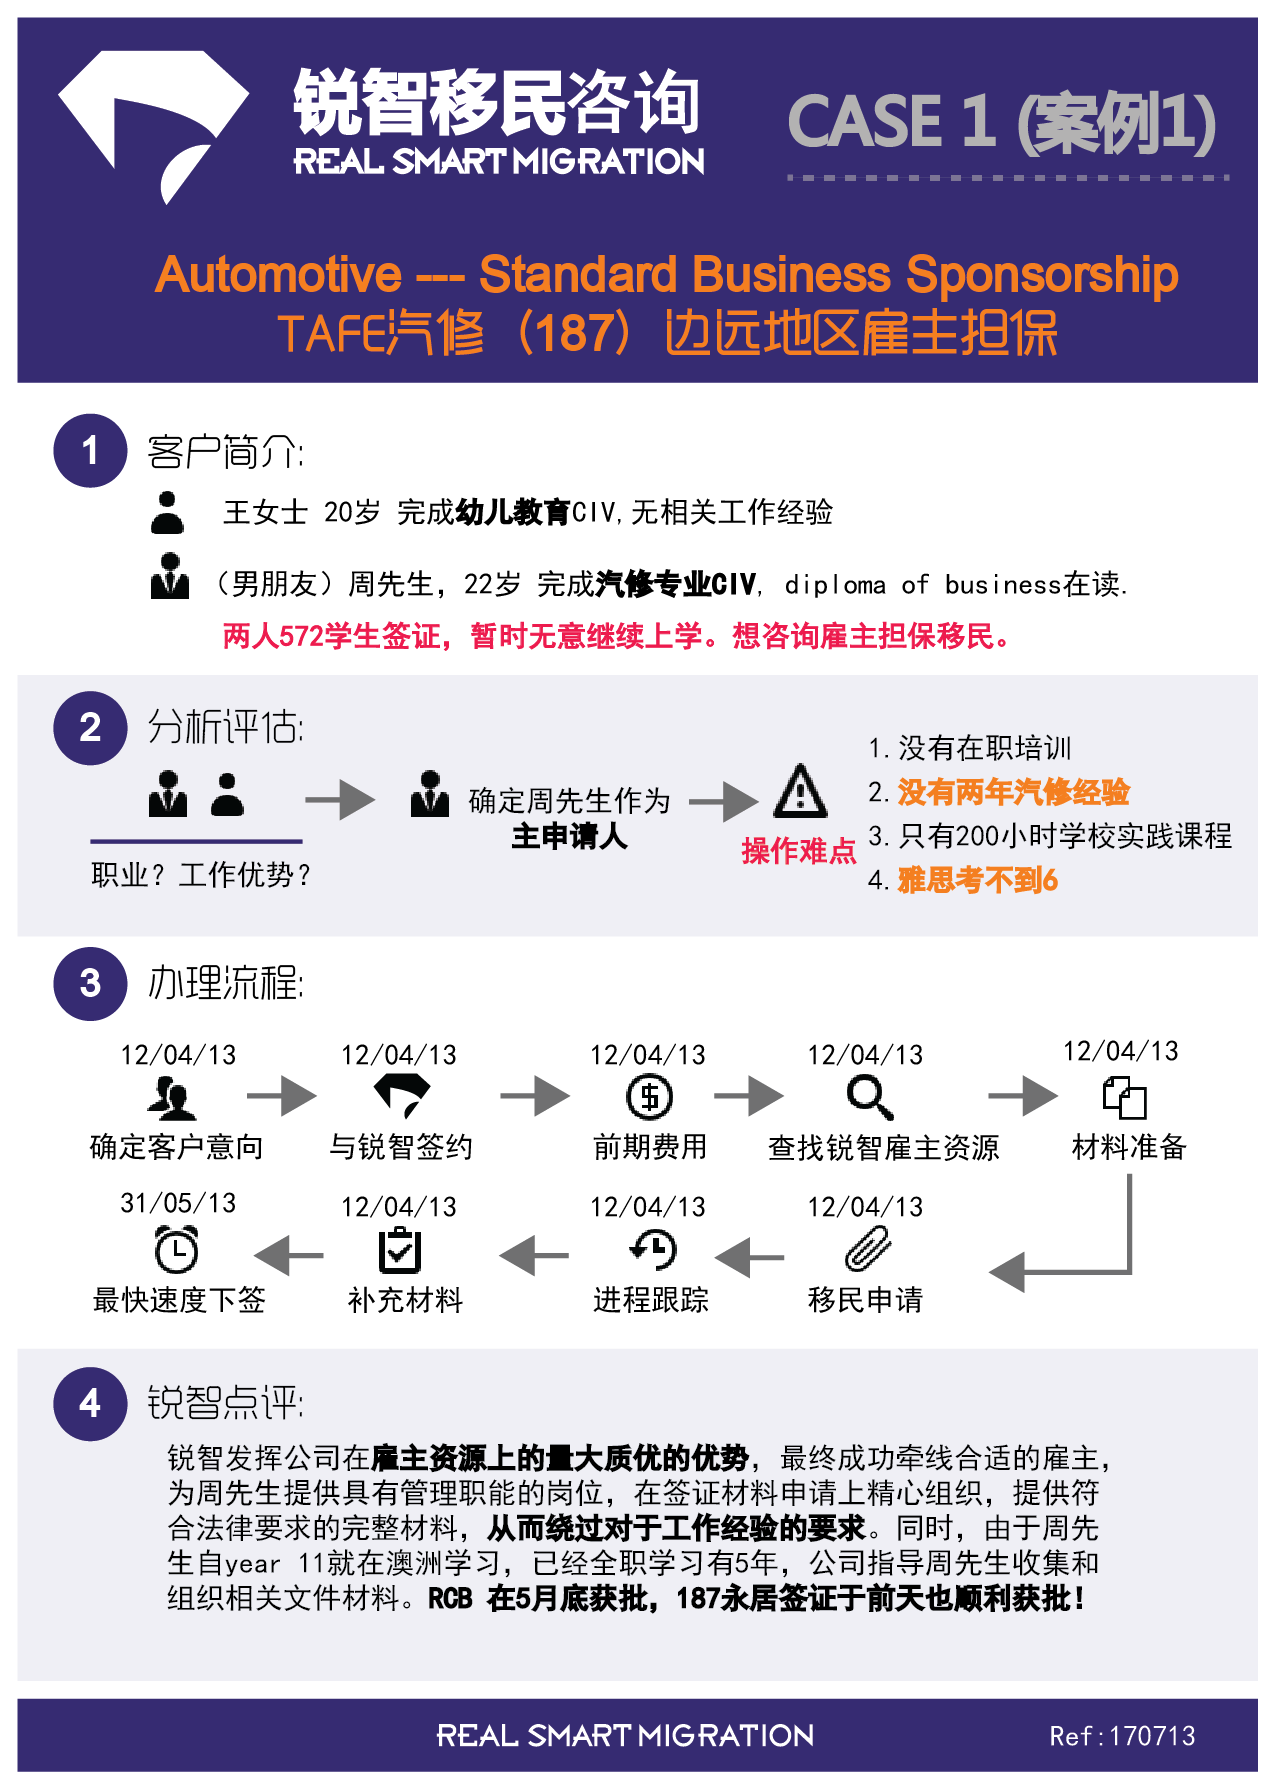 锐智移民咨询
REAL SMART MIGRATION
CASE 1 (案例1)
Automotive --- Standard Business Sponsorship
TAFE汽修（187）边远地区雇主担保
1 客户简介:
王女士 20岁 完成幼儿教育CIV,无相关工作经验
（男朋友）周先生，22岁 完成汽修专业CIV, diploma of business在读.
两人572学生签证，暂时无意继续上学。想咨询雇主担保移民。
2 分析评估:
职业？工作优势？
确定周先生作为
主申请人
操作难点
1.没有在职培训
2.没有两年汽修经验
3.只有200小时学校实践课程
4.雅思考不到6
3 办理流程:
12/04/13
确定客户意向
12/04/13
与锐智签约
12/04/13
前期费用
12/04/13
查找锐智雇主资源
12/04/13
材料准备
12/04/13
移民申请
12/04/13
进程跟踪
12/04/13
补充材料
31/05/13
最快速度下签
4 锐智点评:
锐智发挥公司在雇主资源上的量大质优的优势，最终成功牵线合适的雇主，
为周先生提供具有管理职能的岗位，在签证材料申请上精心组织，提供符
合法律要求的完整材料，从而绕过对于工作经验的要求。同时，由于周先
生自year 11就在澳洲学习，已经全职学习有5年，公司指导周先生收集和
组织相关文件材料。RCB 在5月底获批，187永居签证于前天也顺利获批！
REAL SMART MIGRATION
Ref:170713